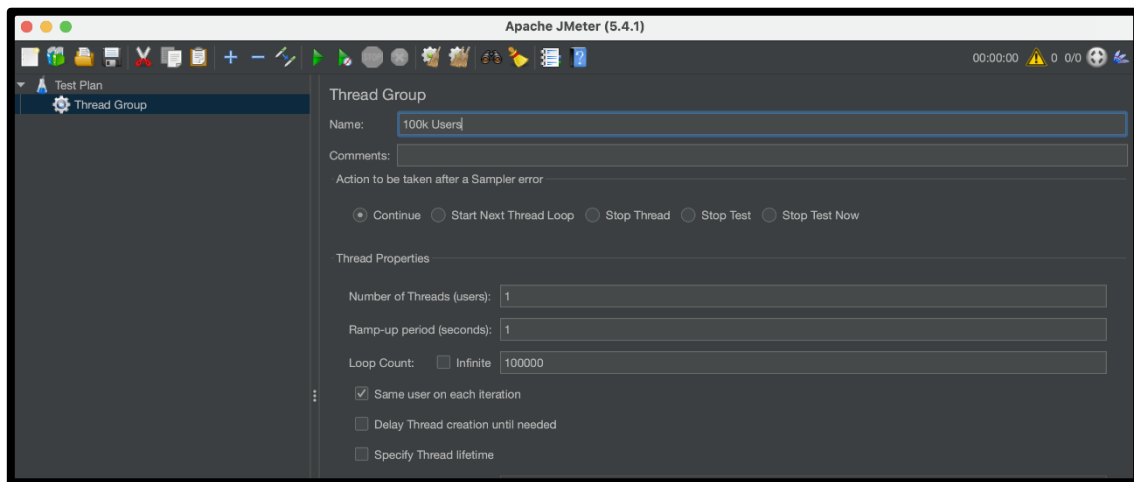 Apache JMeter (5.4.1)
STOP
00:00:00 0 0/0
Test Plan
Thread Group
Thread Group
Name: 100k Users
Comments:
Action to be taken after a Sampler error
Continue Start Next Thread Loop Stop Thread Stop Test Stop Test Now
Thread Properties
Number of Threads (users): 1
Ramp-up period (seconds): 1
Loop Count: Infinite 100000
Same user on each iteration
Delay Thread creation until needed
Specify Thread lifetime